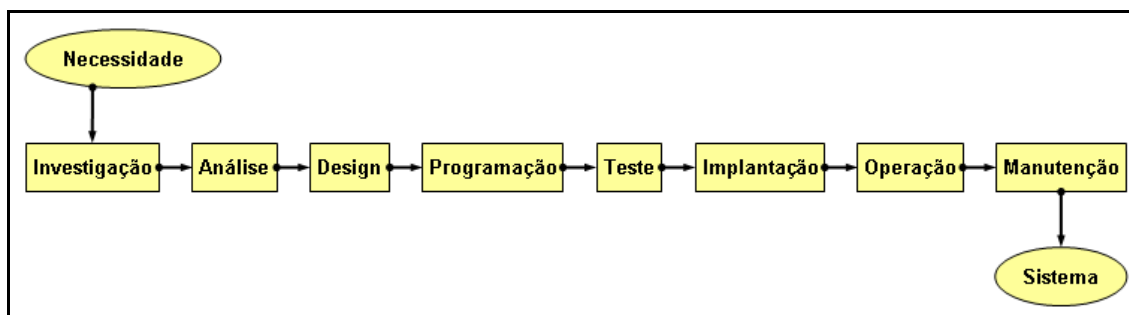 Necessidade
Investigação
Análise
Design
Programação
Teste
Implantação
Operação
Manutenção
Sistema